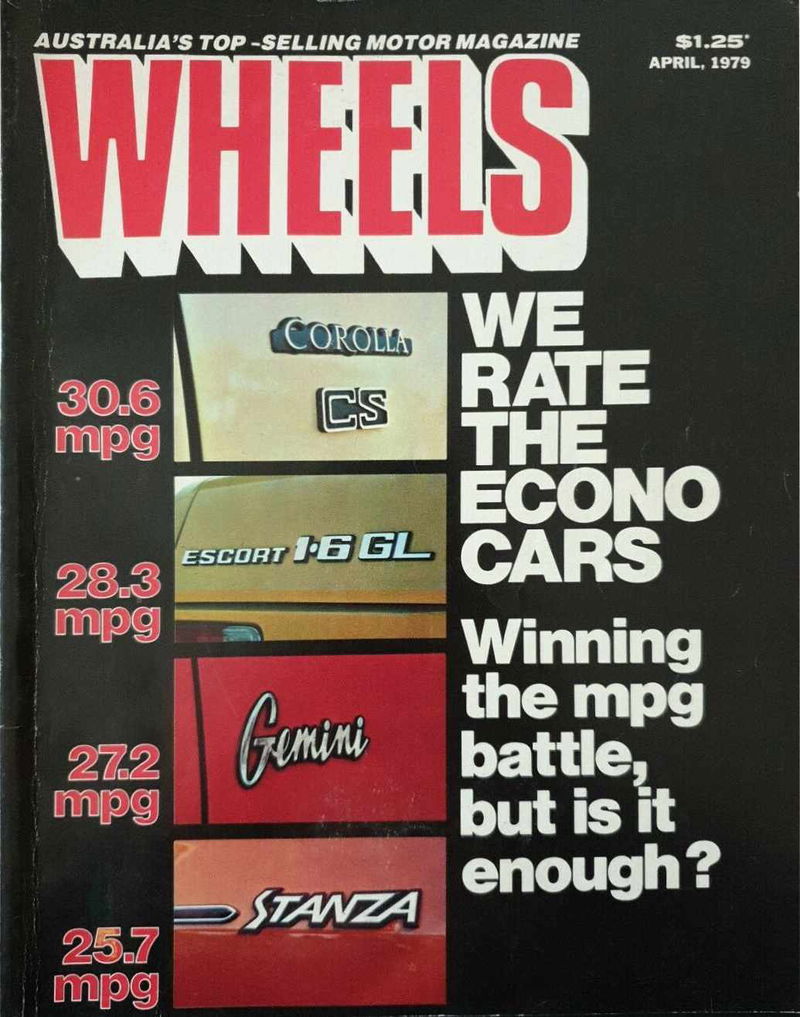 AUSTRALIA'S TOP-SELLING MOTOR MAGAZINE
$1.25*
APRIL, 1979
WHEELS
WE
RATE
THE
ECONO
CARS
Winning
the mpg
battle,
but is it
enough?
30.6
mpg
COROLLA
CS
28.3
mpg
ESCORT 1·6 GL
27.2
mpg
Gemini
25.7
mpg
STANZA